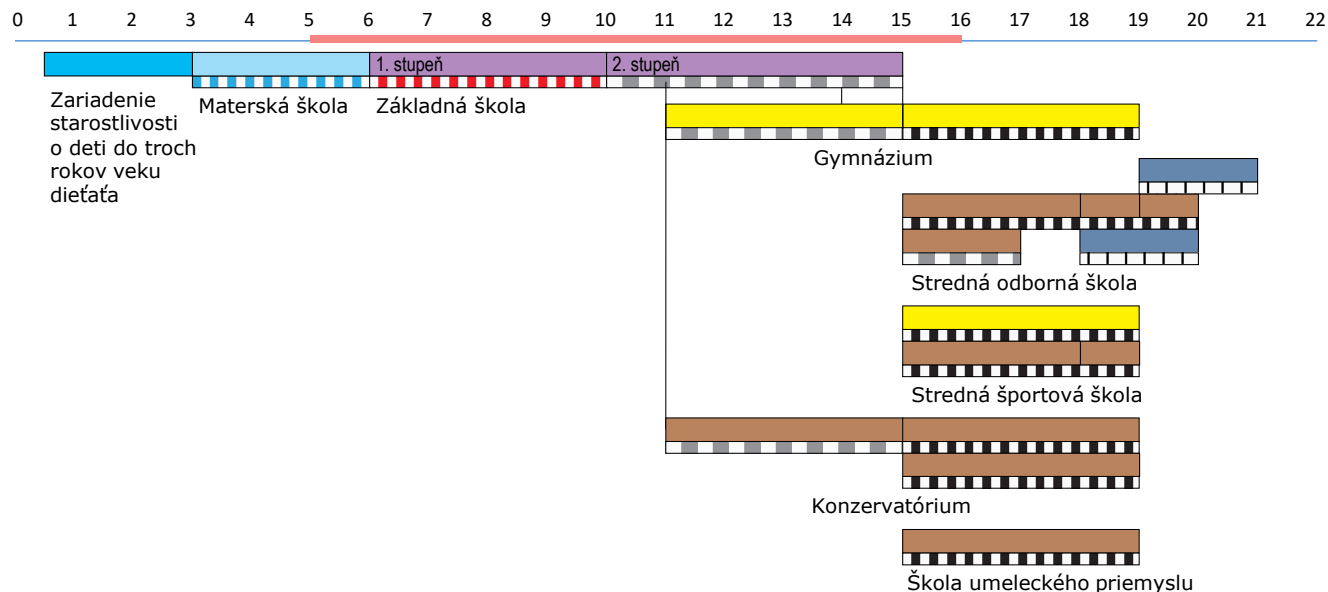 0 1 2 3 4 5 6 7 8 9 10 11 12 13 14 15 16 17 18 19 20 21 22
1. stupeň 2. stupeň
Zariadenie
starostlivosti
o deti do troch
rokov veku
dieťaťa
Materská škola
Základná škola
Gymnázium
Stredná odborná škola
Stredná športová škola
Konzervatórium
Škola umeleckého priemyslu